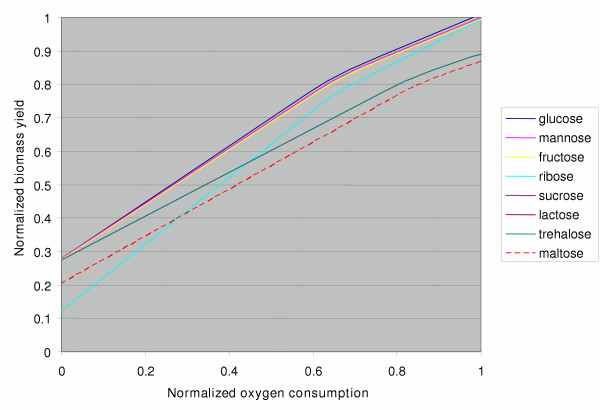 1
0.9
0.8
0.7
0.6
0.5
0.4
0.3
0.2
0.1
0
Normalized biomass yield
0 0.2 0.4 0.6 0.8 1
Normalized oxygen consumption
glucose
mannose
fructose
ribose
sucrose
lactose
trehalose
maltose